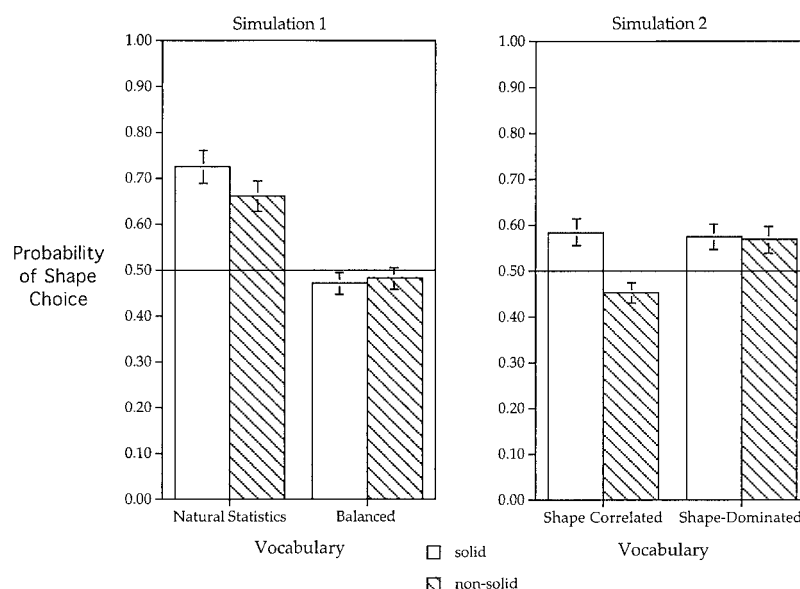 Simulation 1
1.00
0.90
0.80
0.70
0.60
0.50
0.40
0.30
0.20
0.10
0.00
Probability
of Shape
Choice
Natural Statistics
Balanced
Vocabulary
Simulation 2
1.00
0.90
0.80
0.70
0.60
0.50
0.40
0.30
0.20
0.10
0.00
Shape Correlated
Shape-Dominated
Vocabulary
solid
non-solid